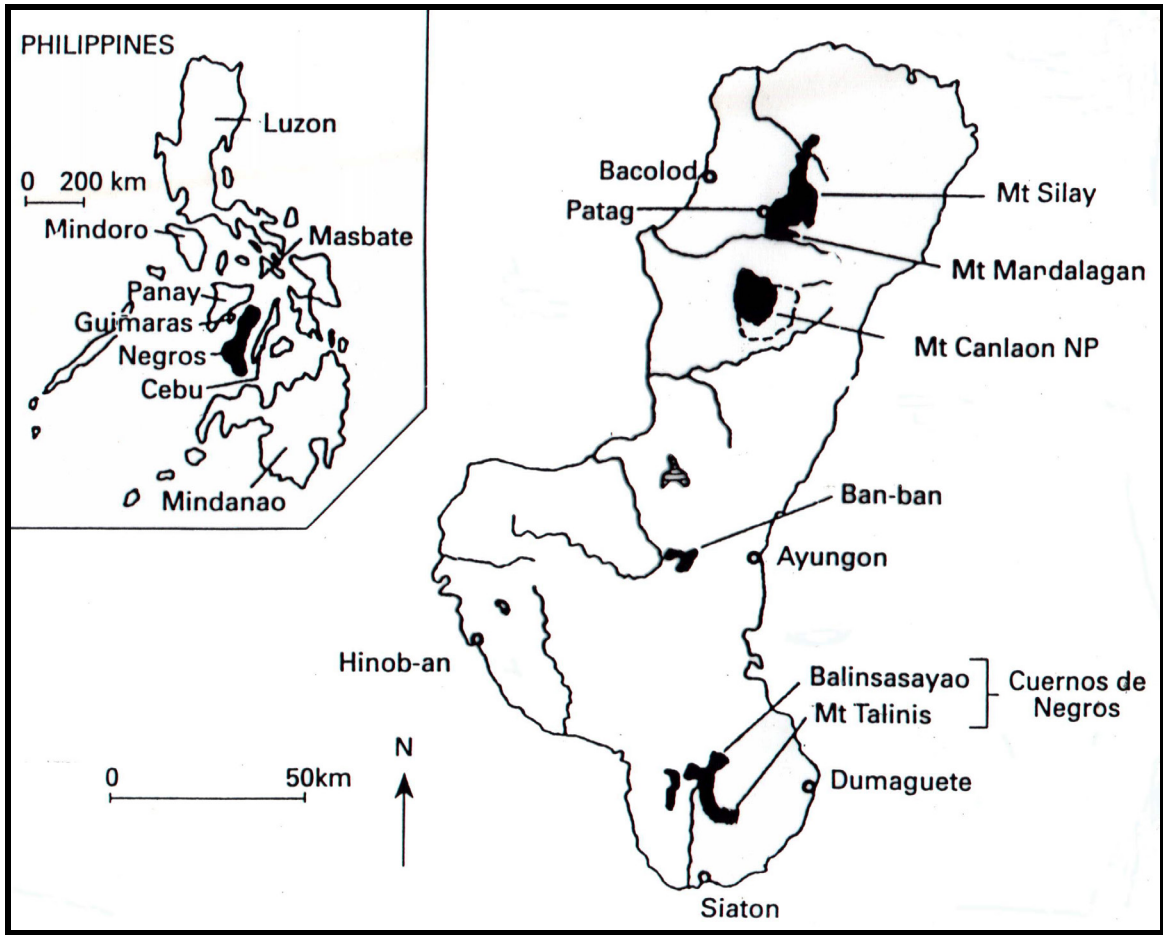 PHILIPPINES
Luzon
0 200 km
Mindoro
Masbate
Panay
Guimaras
Negros
Cebu
Mindanao
Bacolod
Patag
Mt Silay
Mt Mandalagan
Mt Canlaon NP
Ban-ban
Ayungon
Hinob-an
Balinsasayao
Mt Talinis
Cuernos de
Negros
N
0 50km
Dumaguete
Siaton